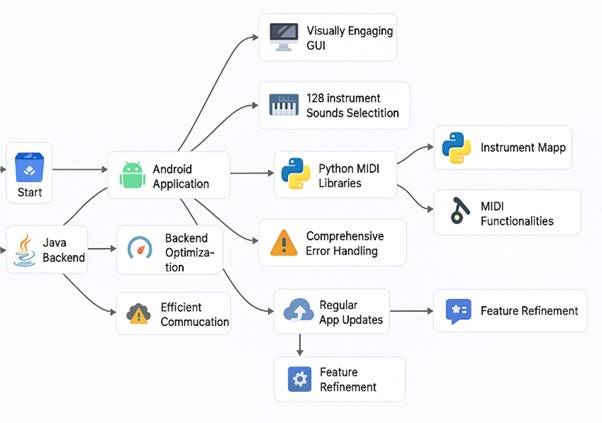 Visually Engaging
GUI
128 instrument
Sounds Selectition
Start
Android
Application
Python MIDI
Libraries
Instrument Mapp
MIDI
Functionalities
Java
Backend
Backend
Optimiza-
tion
Comprehensive
Error Handling
Efficient
Commucation
Regular
App Updates
Feature Refinement
Feature
Refinement